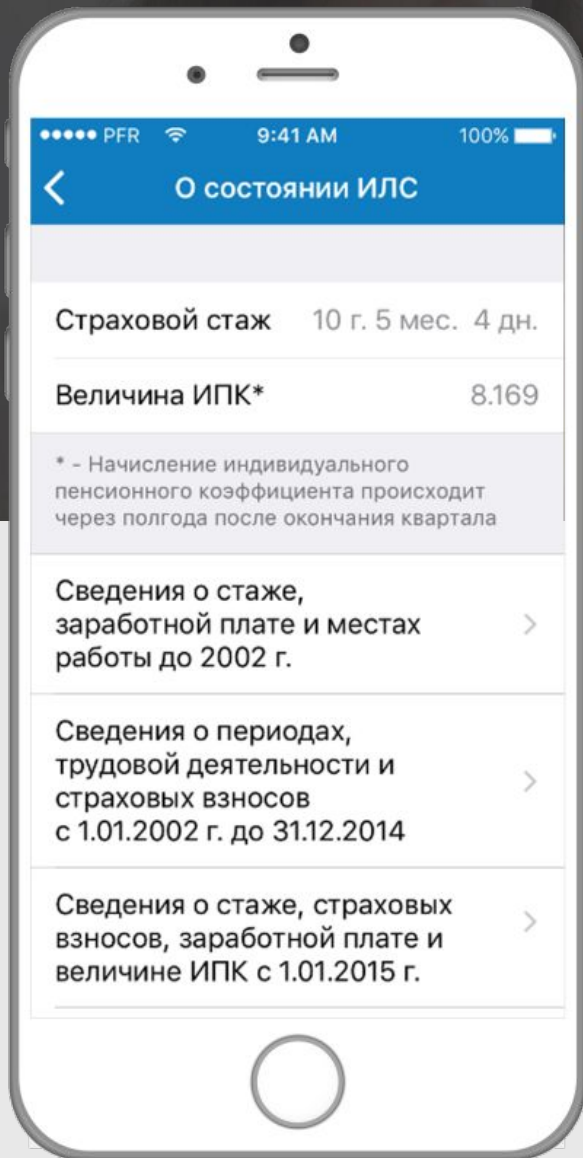 PFR 9:41 AM 100%
О состоянии ИЛС
Страховой стаж 10 г. 5 мес. 4 дн.
Величина ИПК* 8.169
* - Начисление индивидуального
пенсионного коэффициента происходит
через полгода после окончания квартала
Сведения о стаже,
заработной плате и местах
работы до 2002 г.
Сведения о периодах,
трудовой деятельности и
страховых взносов
с 1.01.2002 г. до 31.12.2014
Сведения о стаже, страховых
взносов, заработной плате и
величине ИПК с 1.01.2015 г.